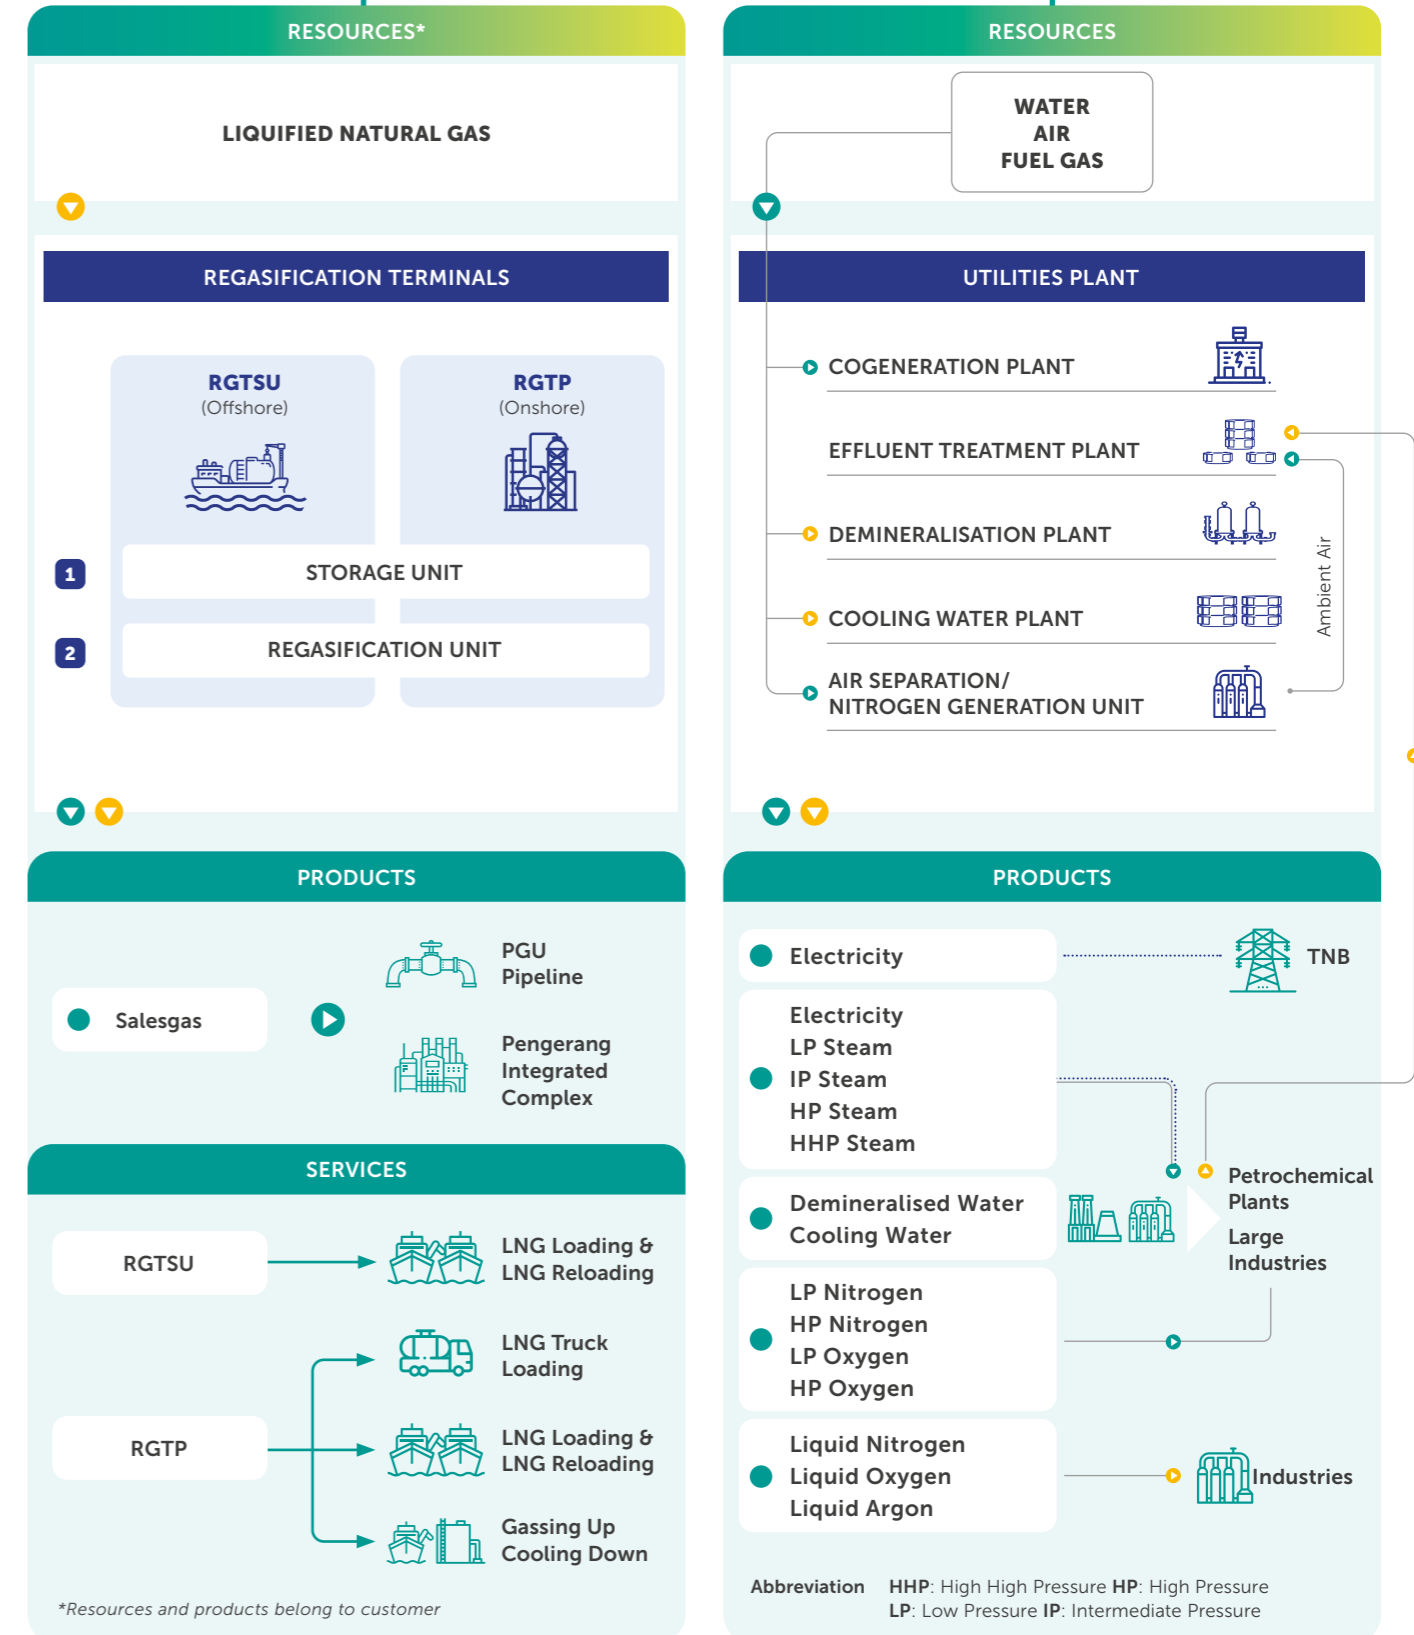 RESOURCES*
LIQUIFIED NATURAL GAS
REGASIFICATION TERMINALS
RGTSU
(Offshore)
RGTP
(Onshore)
1
STORAGE UNIT
2
REGASIFICATION UNIT
PRODUCTS
Salesgas
PGU
Pipeline
Pengerang
Integrated
Complex
SERVICES
RGTSU
LNG Loading &
LNG Reloading
RGTP
LNG Truck
Loading
LNG Loading &
LNG Reloading
Gassing Up
Cooling Down
*Resources and products belong to customer
RESOURCES
WATER
AIR
FUEL GAS
UTILITIES PLANT
COGENERATION PLANT
EFFLUENT TREATMENT PLANT
DEMINERALISATION PLANT
COOLING WATER PLANT
AIR SEPARATION/
NITROGEN GENERATION UNIT
Ambient Air
PRODUCTS
Electricity
TNB
Electricity
LP Steam
IP Steam
HP Steam
HHP Steam
Demineralised Water
Cooling Water
Petrochemical
Plants
Large
Industries
LP Nitrogen
HP Nitrogen
LP Oxygen
HP Oxygen
Liquid Nitrogen
Liquid Oxygen
Liquid Argon
Industries
Abbreviation HHP: High High Pressure HP: High Pressure
LP: Low Pressure IP: Intermediate Pressure